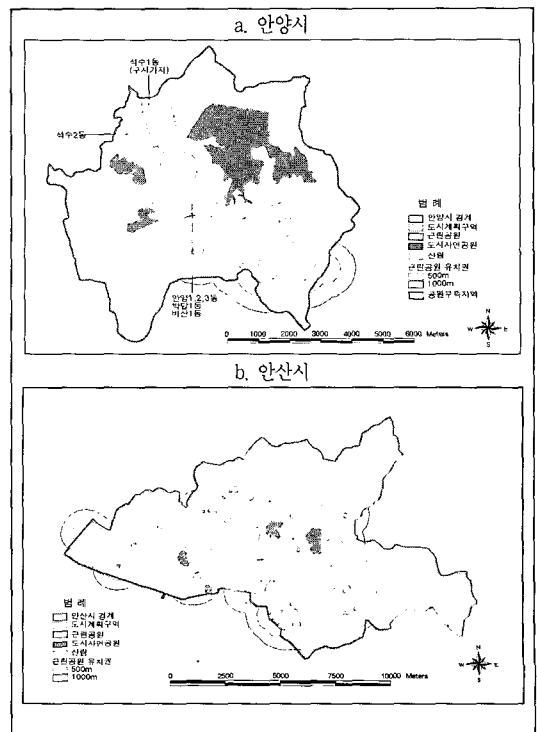 a. 안양시
석수1동
(구시가지)
석수2동
안양1,2,3동
박달1동
비산1동
범 례
안양시 경계
도시계획구역
근린공원
도시자연공원
산림
근린공원 유치권
500m
1000m
공원부족지역
0 1000 2000 3000 4000 5000 6000 Meters
N
W E
S
b. 안산시
범 례
안산시 경계
도시계획구역
근린공원
도시자연공원
산림
근린공원 유치권
500m
1000m
0 2000 4000 6000 8000 10000 Meters
N
W E
S